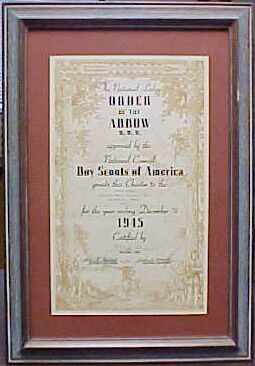 The National Lodge
ORDER
OF THE
ARROW
approved by the
National Council
Boy Scouts of America
grants this Charter to the
for the year ending December 31
1945
Certified by